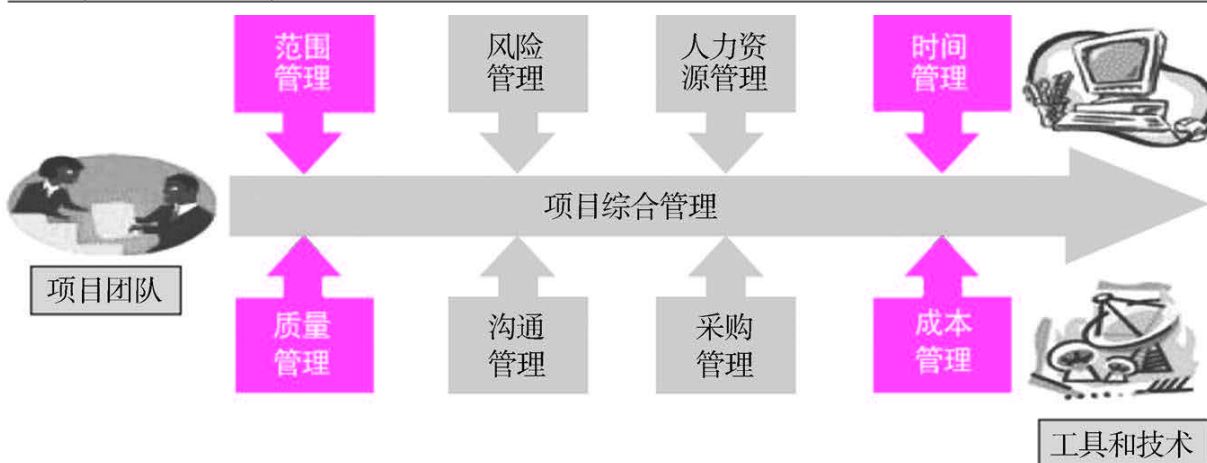 范围
管理
风险
管理
人力资
源管理
时间
管理
项目综合管理
项目团队
质量
管理
沟通
管理
采购
管理
成本
管理
工具和技术